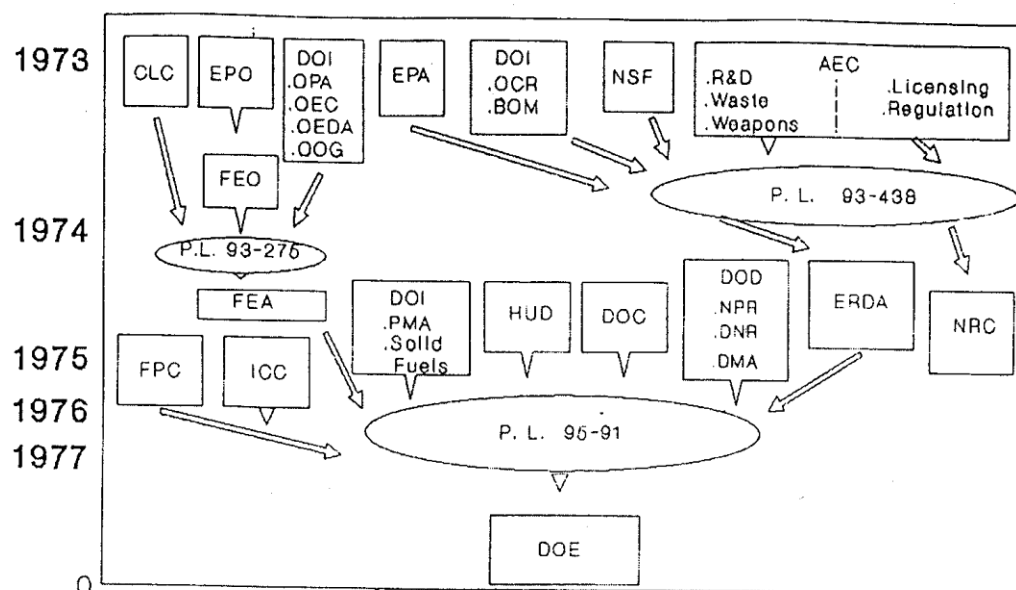 1973
CLC
EPO
DOI
.OPA
.OEC
.OEDA
.OOG
EPA
DOI
.OCR
.BOM
NSF
AEC
.R&D
.Waste
.Weapons
.Licensing
.Regulation
FEO
P. L. 93-438
1974
P.L. 93-275
FEA
DOI
.PMA
.Solid
Fuels
HUD
DOC
DOD
.NPR
.DNR
.DMA
ERDA
NRC
1975
FPC
ICC
1976
P. L. 95-91
1977
DOE
0